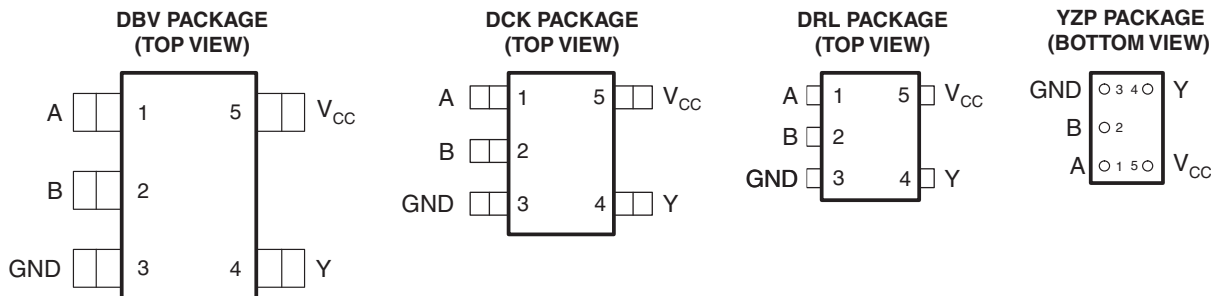 DBV PACKAGE
(TOP VIEW)
A 1 5 VCC
B 2
GND 3 4 Y
DCK PACKAGE
(TOP VIEW)
A 1 5 VCC
B 2
GND 3 4 Y
DRL PACKAGE
(TOP VIEW)
A 1 5 VCC
B 2
GND 3 4 Y
YZP PACKAGE
(BOTTOM VIEW)
GND 3 4 Y
B 2
A 1 5 VCC